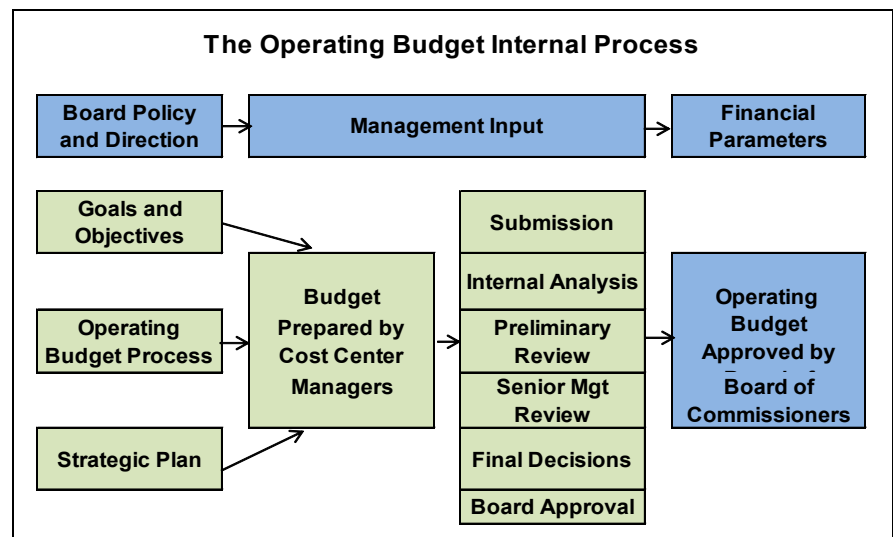 The Operating Budget Internal Process
Board Policy
and Direction
Management Input
Financial
Parameters
Goals and
Objectives
Operating
Budget Process
Strategic Plan
Budget
Prepared by
Cost Center
Managers
Submission
Internal Analysis
Preliminary
Review
Senior Mgt
Review
Final Decisions
Board Approval
Operating
Budget
Approved by
Board of
Commissioners